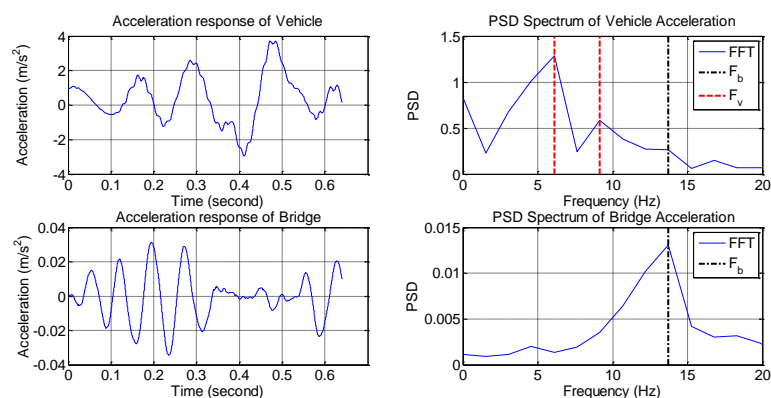 Acceleration response of Vehicle
Acceleration (m/s²)
4
2
0
-2
-4
0 0.1 0.2 0.3 0.4 0.5 0.6
Time (second)
PSD Spectrum of Vehicle Acceleration
PSD
1.5
1
0.5
0
0 5 10 15 20
Frequency (Hz)
FFT
F_b
F_v
Acceleration response of Bridge
Acceleration (m/s²)
0.04
0.02
0
-0.02
-0.04
0 0.1 0.2 0.3 0.4 0.5 0.6
Time (second)
PSD Spectrum of Bridge Acceleration
PSD
0.015
0.01
0.005
0
0 5 10 15 20
Frequency (Hz)
FFT
F_b